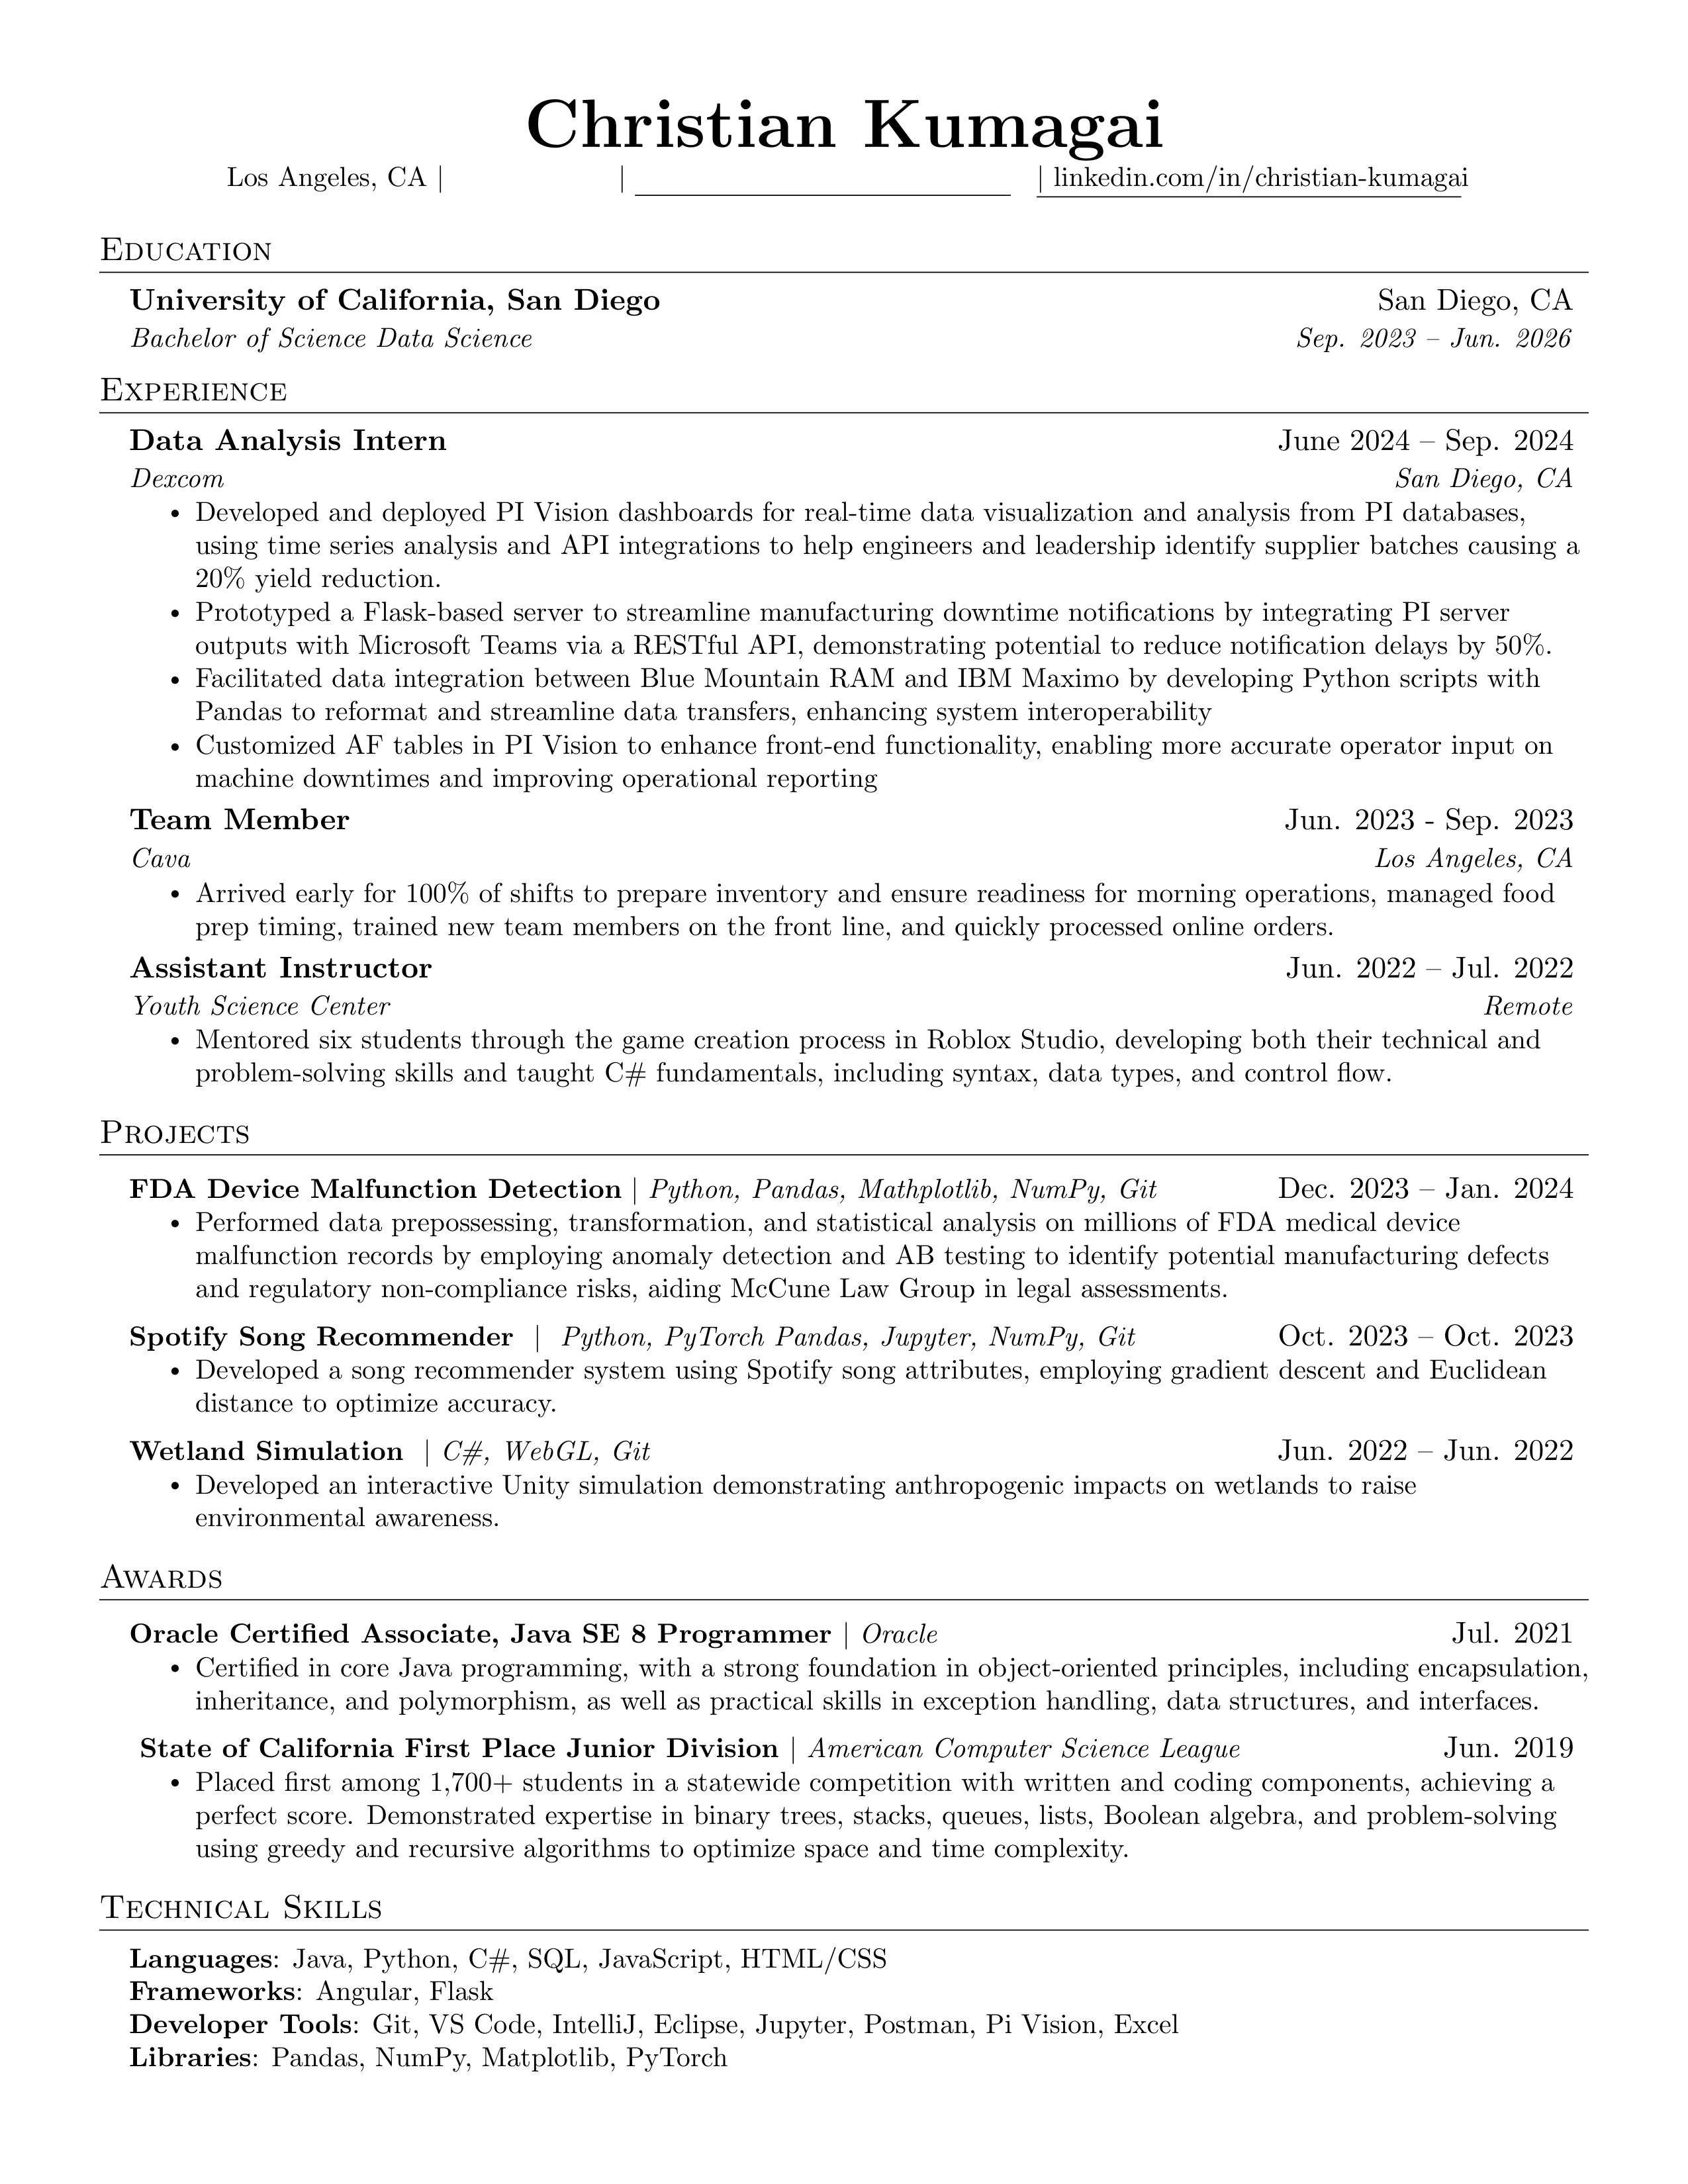 Christian Kumagai
Los Angeles, CA | | | linkedin.com/in/christian-kumagai
Education
University of California, San Diego San Diego, CA
Bachelor of Science Data Science Sep. 2023 – Jun. 2026
Experience
Data Analysis Intern June 2024 – Sep. 2024
Dexcom San Diego, CA
• Developed and deployed PI Vision dashboards for real-time data visualization and analysis from PI databases,
using time series analysis and API integrations to help engineers and leadership identify supplier batches causing a
20% yield reduction.
• Prototyped a Flask-based server to streamline manufacturing downtime notifications by integrating PI server
outputs with Microsoft Teams via a RESTful API, demonstrating potential to reduce notification delays by 50%.
• Facilitated data integration between Blue Mountain RAM and IBM Maximo by developing Python scripts with
Pandas to reformat and streamline data transfers, enhancing system interoperability
• Customized AF tables in PI Vision to enhance front-end functionality, enabling more accurate operator input on
machine downtimes and improving operational reporting
Team Member Jun. 2023 - Sep. 2023
Cava Los Angeles, CA
• Arrived early for 100% of shifts to prepare inventory and ensure readiness for morning operations, managed food
prep timing, trained new team members on the front line, and quickly processed online orders.
Assistant Instructor Jun. 2022 – Jul. 2022
Youth Science Center Remote
• Mentored six students through the game creation process in Roblox Studio, developing both their technical and
problem-solving skills and taught C# fundamentals, including syntax, data types, and control flow.
Projects
FDA Device Malfunction Detection | Python, Pandas, Mathplotlib, NumPy, Git Dec. 2023 – Jan. 2024
• Performed data prepossessing, transformation, and statistical analysis on millions of FDA medical device
malfunction records by employing anomaly detection and AB testing to identify potential manufacturing defects
and regulatory non-compliance risks, aiding McCune Law Group in legal assessments.
Spotify Song Recommender | Python, PyTorch Pandas, Jupyter, NumPy, Git Oct. 2023 – Oct. 2023
• Developed a song recommender system using Spotify song attributes, employing gradient descent and Euclidean
distance to optimize accuracy.
Wetland Simulation | C#, WebGL, Git Jun. 2022 – Jun. 2022
• Developed an interactive Unity simulation demonstrating anthropogenic impacts on wetlands to raise
environmental awareness.
Awards
Oracle Certified Associate, Java SE 8 Programmer | Oracle Jul. 2021
• Certified in core Java programming, with a strong foundation in object-oriented principles, including encapsulation,
inheritance, and polymorphism, as well as practical skills in exception handling, data structures, and interfaces.
State of California First Place Junior Division | American Computer Science League Jun. 2019
• Placed first among 1,700+ students in a statewide competition with written and coding components, achieving a
perfect score. Demonstrated expertise in binary trees, stacks, queues, lists, Boolean algebra, and problem-solving
using greedy and recursive algorithms to optimize space and time complexity.
Technical Skills
Languages: Java, Python, C#, SQL, JavaScript, HTML/CSS
Frameworks: Angular, Flask
Developer Tools: Git, VS Code, IntelliJ, Eclipse, Jupyter, Postman, Pi Vision, Excel
Libraries: Pandas, NumPy, Matplotlib, PyTorch